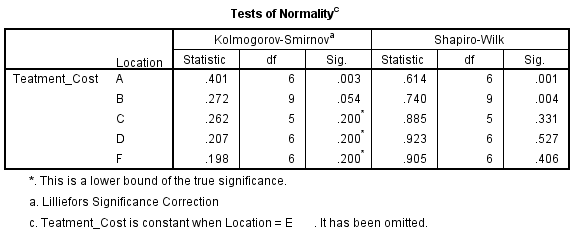 Tests of Normalityc
Kolmogorov-Smirnova Shapiro-Wilk
Location Statistic df Sig. Statistic df Sig.
Teatment_Cost A .401 6 .003 .614 6 .001
B .272 9 .054 .740 9 .004
C .262 5 .200* .885 5 .331
D .207 6 .200* .923 6 .527
F .198 6 .200* .905 6 .406
*. This is a lower bound of the true significance.
a. Lilliefors Significance Correction
c. Teatment_Cost is constant when Location = E . It has been omitted.